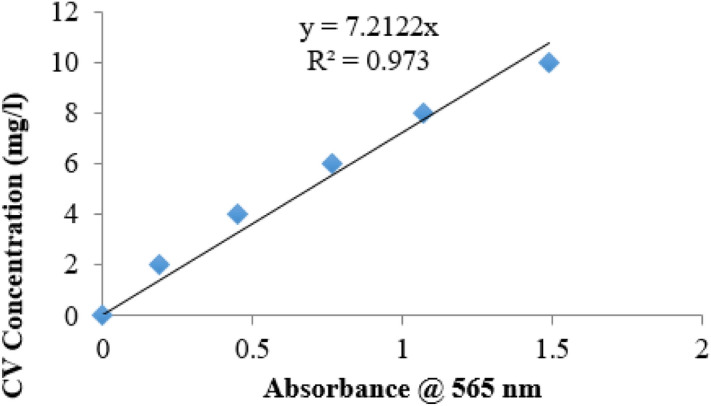 y = 7.2122x
R² = 0.973
12
10
8
6
4
2
0
CV Concentration (mg/l)
0 0.5 1 1.5 2
Absorbance @ 565 nm